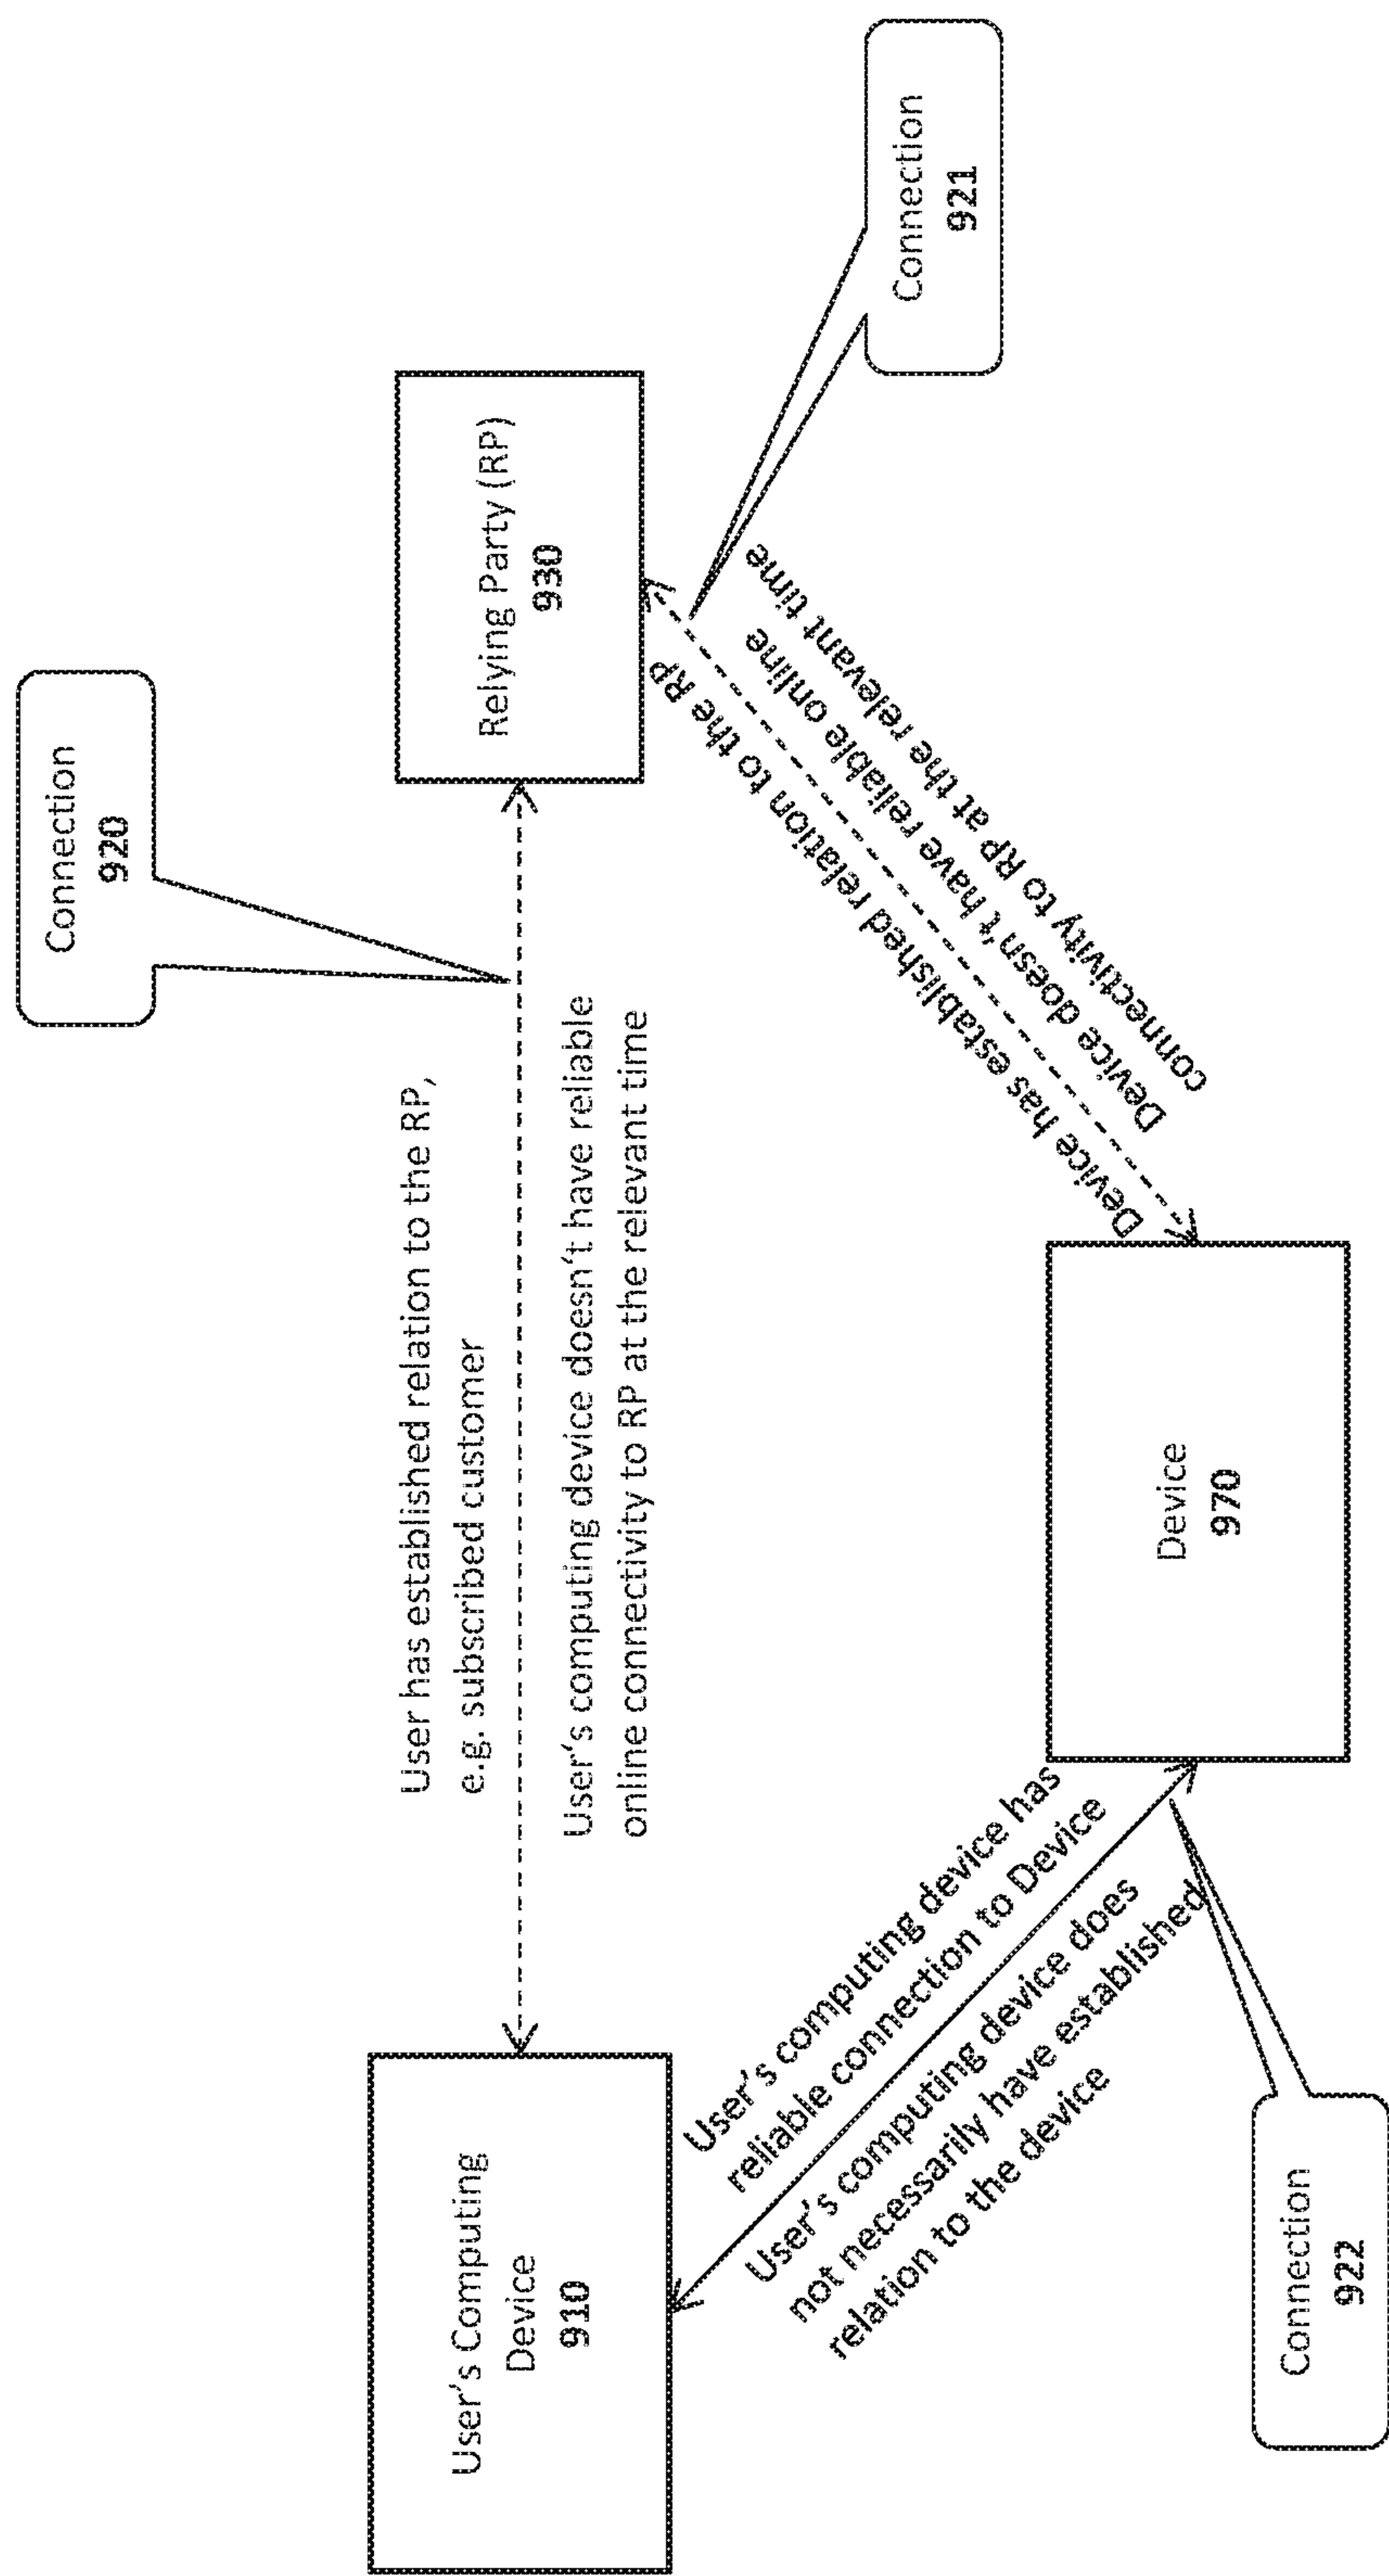 Connection
920
User has established relation to the RP,
e.g. subscribed customer
User's computing device doesn't have reliable
online connectivity to RP at the relevant time
User's Computing
Device
910
Relying Party (RP)
930
User's computing device has
reliable connection to Device
User's computing device does
not necessarily have established
relation to the device
Device has established relation to the RP
Device doesn't have reliable online
connectivity to RP at the relevant time
Connection
921
Device
970
Connection
922